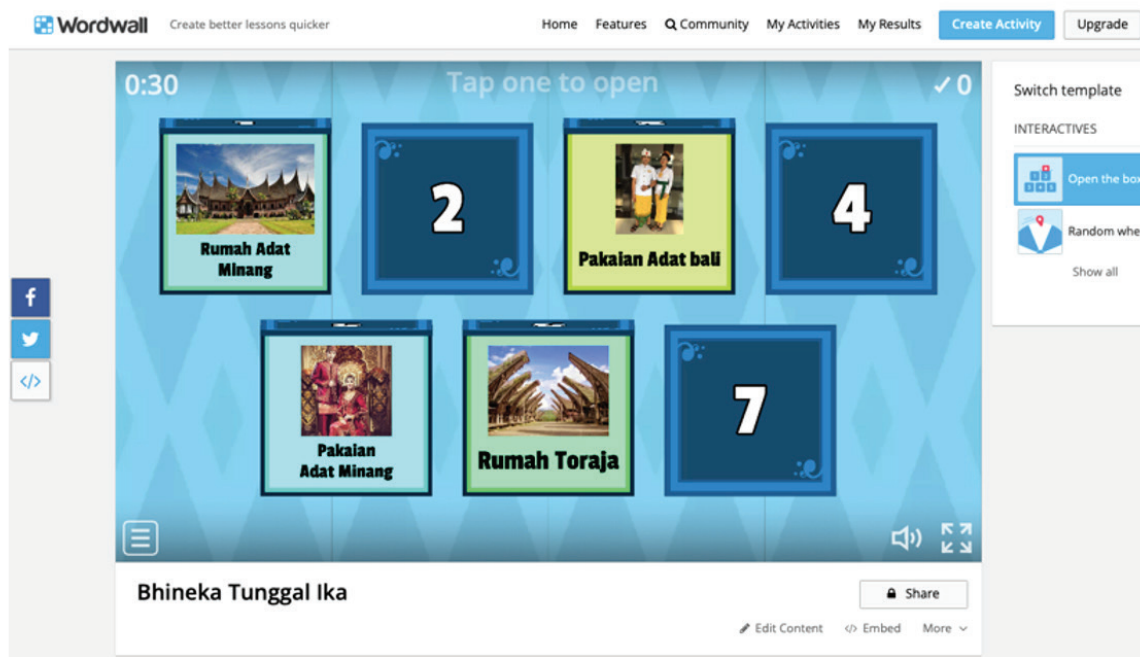 Wordwall Create better lessons quicker Home Features Community My Activities My Results Create Activity Upgrade
0:30 Tap one to open ✓ 0
Switch template
INTERACTIVES
Open the box
Random whe
Show all
Rumah Adat
Minang
2
Pakaian Adat bali
4
Pakaian
Adat Minang
Rumah Toraja
7
Bhineka Tunggal Ika
Share
Edit Content </> Embed More